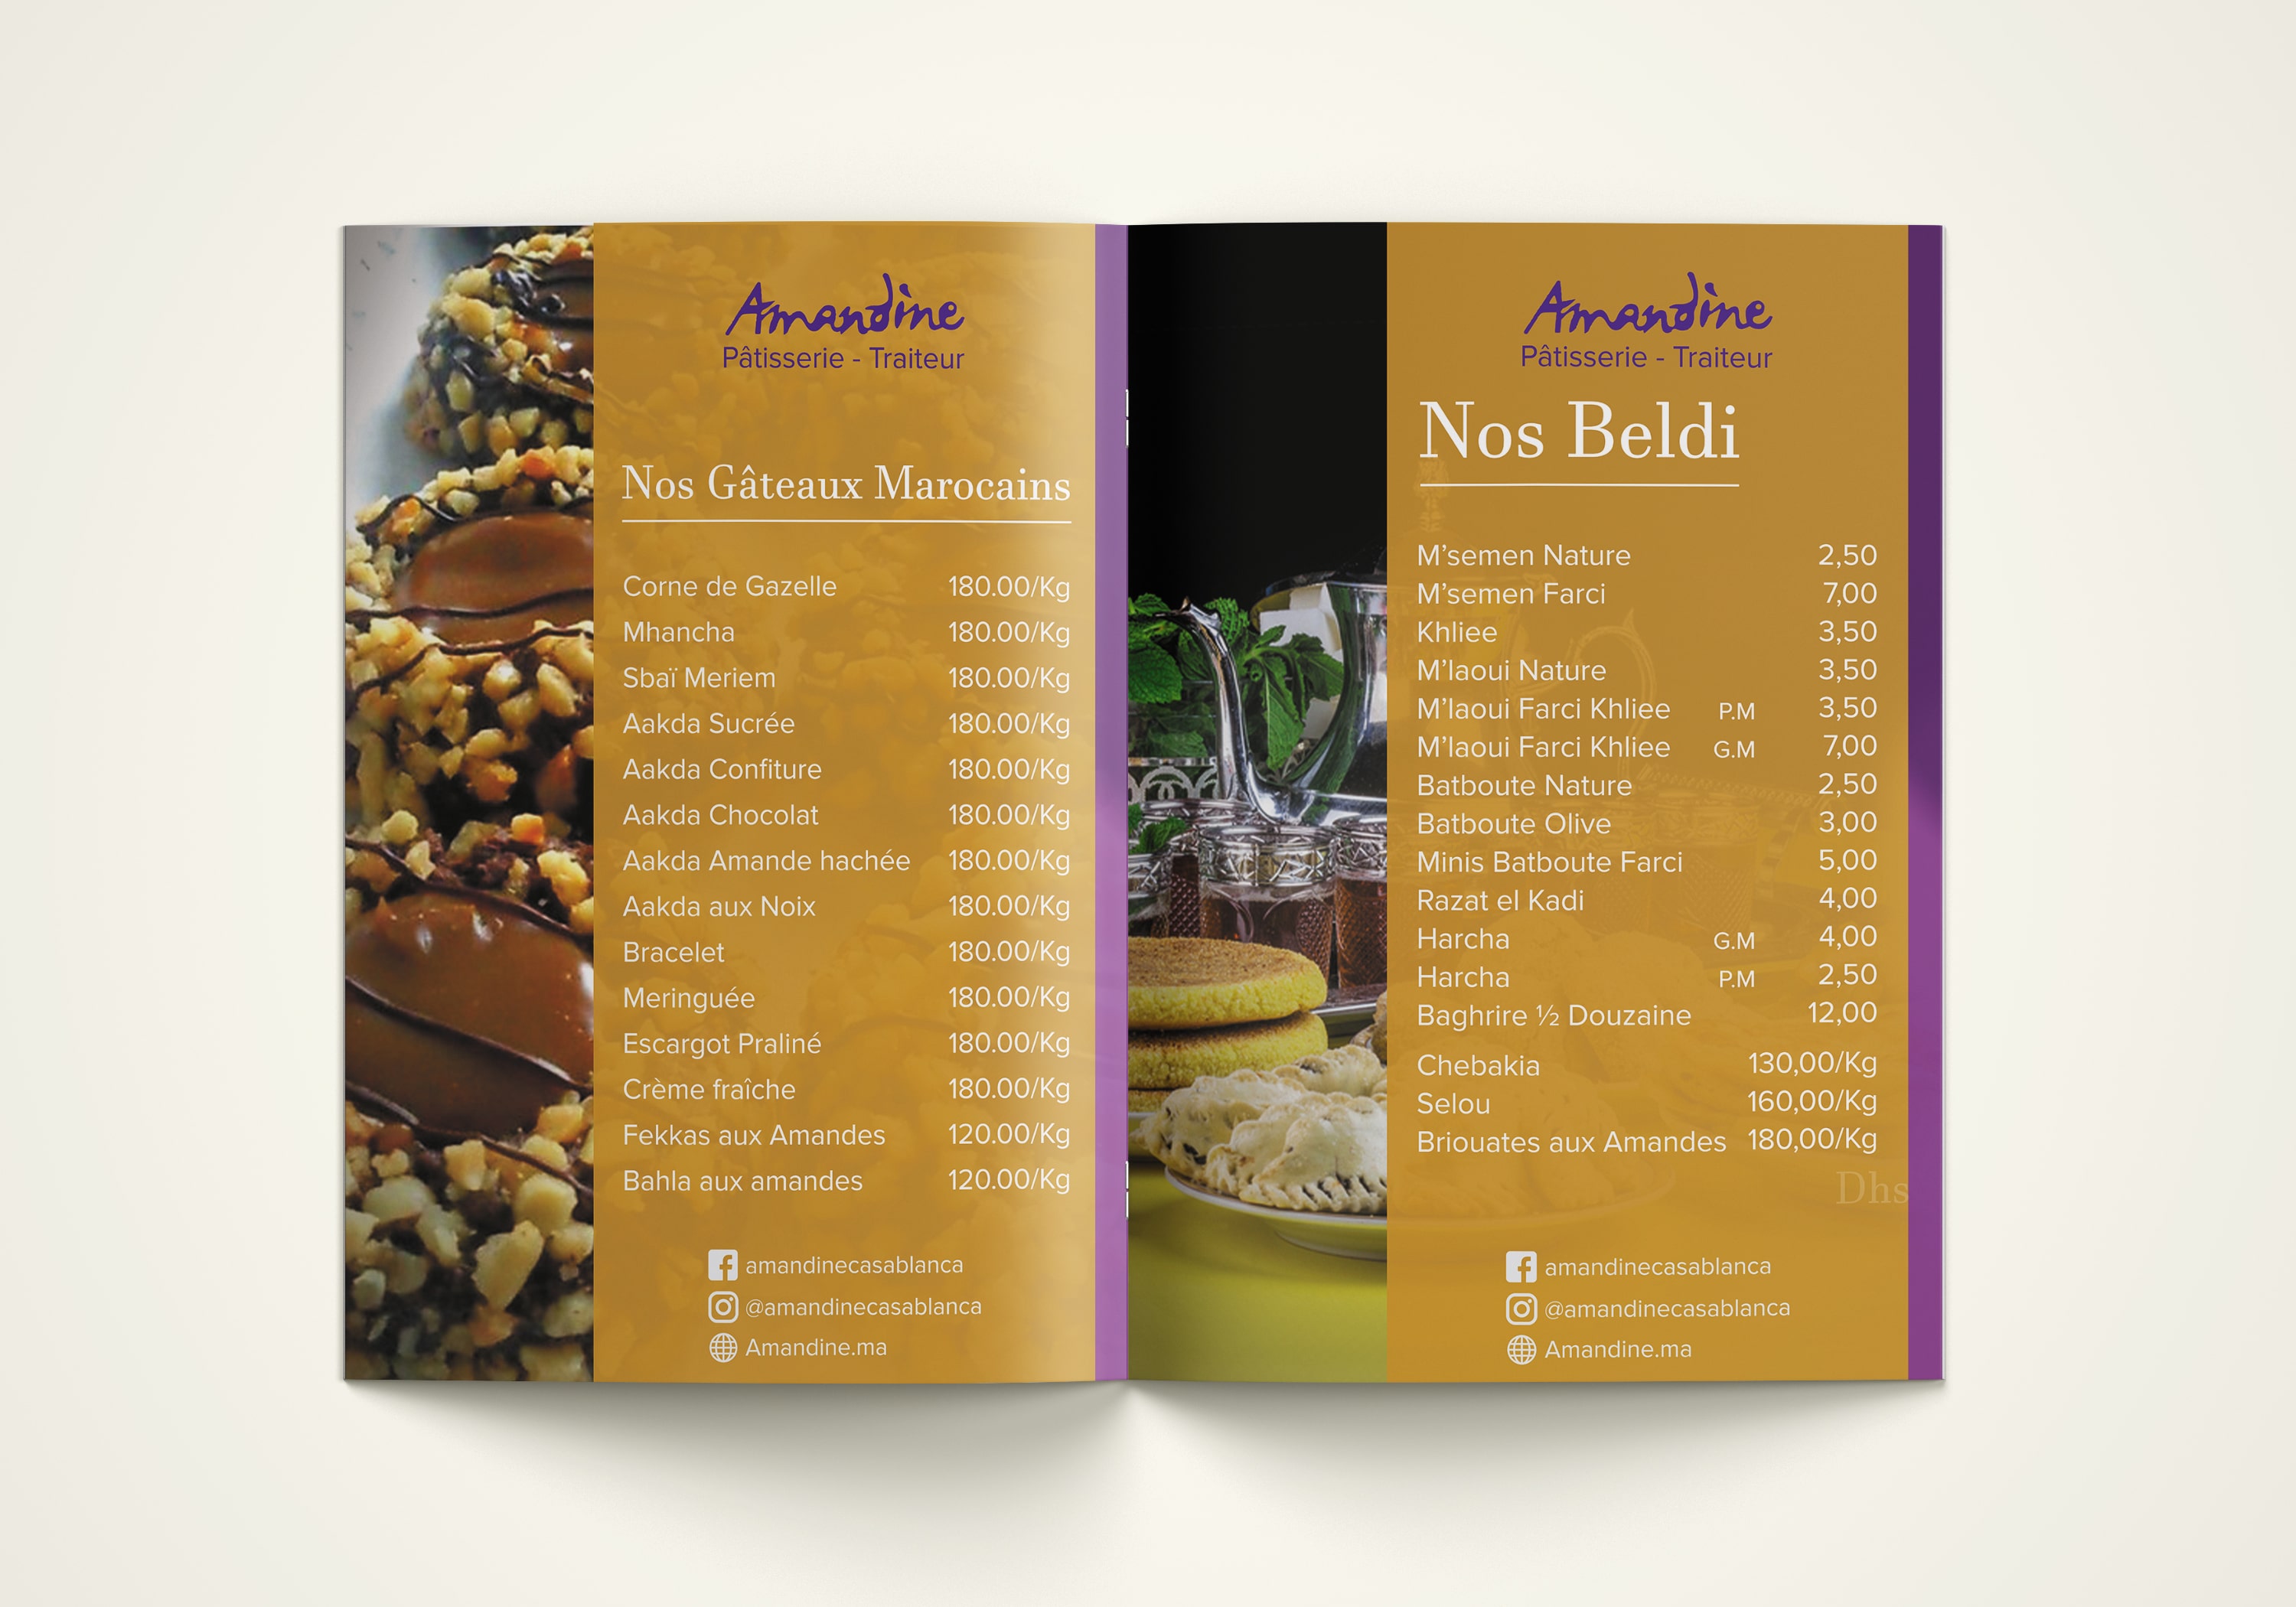 Amandine
Pâtisserie - Traiteur
Nos Gâteaux Marocains
Corne de Gazelle 180.00/Kg
Mhancha 180.00/Kg
Sbaï Meriem 180.00/Kg
Aakda Sucrée 180.00/Kg
Aakda Confiture 180.00/Kg
Aakda Chocolat 180.00/Kg
Aakda Amande hachée 180.00/Kg
Aakda aux Noix 180.00/Kg
Bracelet 180.00/Kg
Meringuée 180.00/Kg
Escargot Praliné 180.00/Kg
Crème fraîche 180.00/Kg
Fekkas aux Amandes 120.00/Kg
Bahla aux amandes 120.00/Kg
amandinecasablanca
@amandinecasablanca
Amandine.ma
Amandine
Pâtisserie - Traiteur
Nos Beldi
M’semen Nature 2,50
M’semen Farci 7,00
Khliee 3,50
M’laoui Nature 3,50
M’laoui Farci Khliee P.M 3,50
M’laoui Farci Khliee G.M 7,00
Batboute Nature 2,50
Batboute Olive 3,00
Minis Batboute Farci 5,00
Razat el Kadi 4,00
Harcha G.M 4,00
Harcha P.M 2,50
Baghrire ½ Douzaine 12,00
Chebakia 130,00/Kg
Selou 160,00/Kg
Briouates aux Amandes 180,00/Kg
Dhs
amandinecasablanca
@amandinecasablanca
Amandine.ma